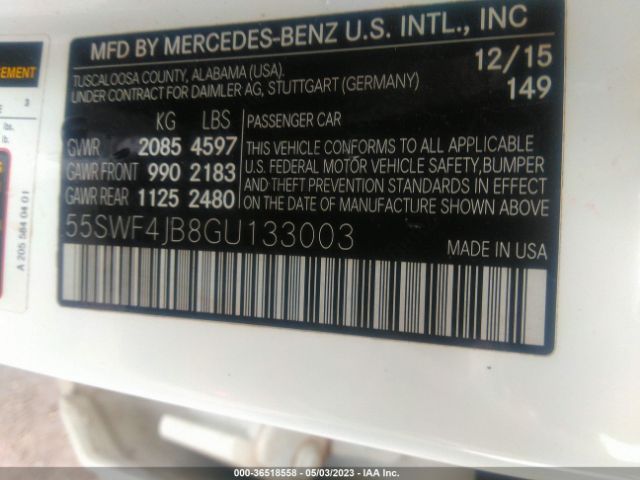 MFD BY MERCEDES-BENZ U.S. INTL., INC
TUSCALOOSA COUNTY, ALABAMA (USA).
UNDER CONTRACT FOR DAIMLER AG, STUTTGART (GERMANY)
12/15
149
KG LBS
GVWR 2085 4597
GAWR FRONT 990 2183
GAWR REAR 1125 2480
PASSENGER CAR
THIS VEHICLE CONFORMS TO ALL APPLICABLE
U.S. FEDERAL MOTOR VEHICLE SAFETY, BUMPER
AND THEFT PREVENTION STANDARDS IN EFFECT
ON THE DATE OF MANUFACTURE SHOWN ABOVE.
55SWF4JB8GU133003
MADE IN USA
EMENT
3
lbs.
A 205 584 04 01
000-36518558 - 05/03/2023 - IAA Inc.